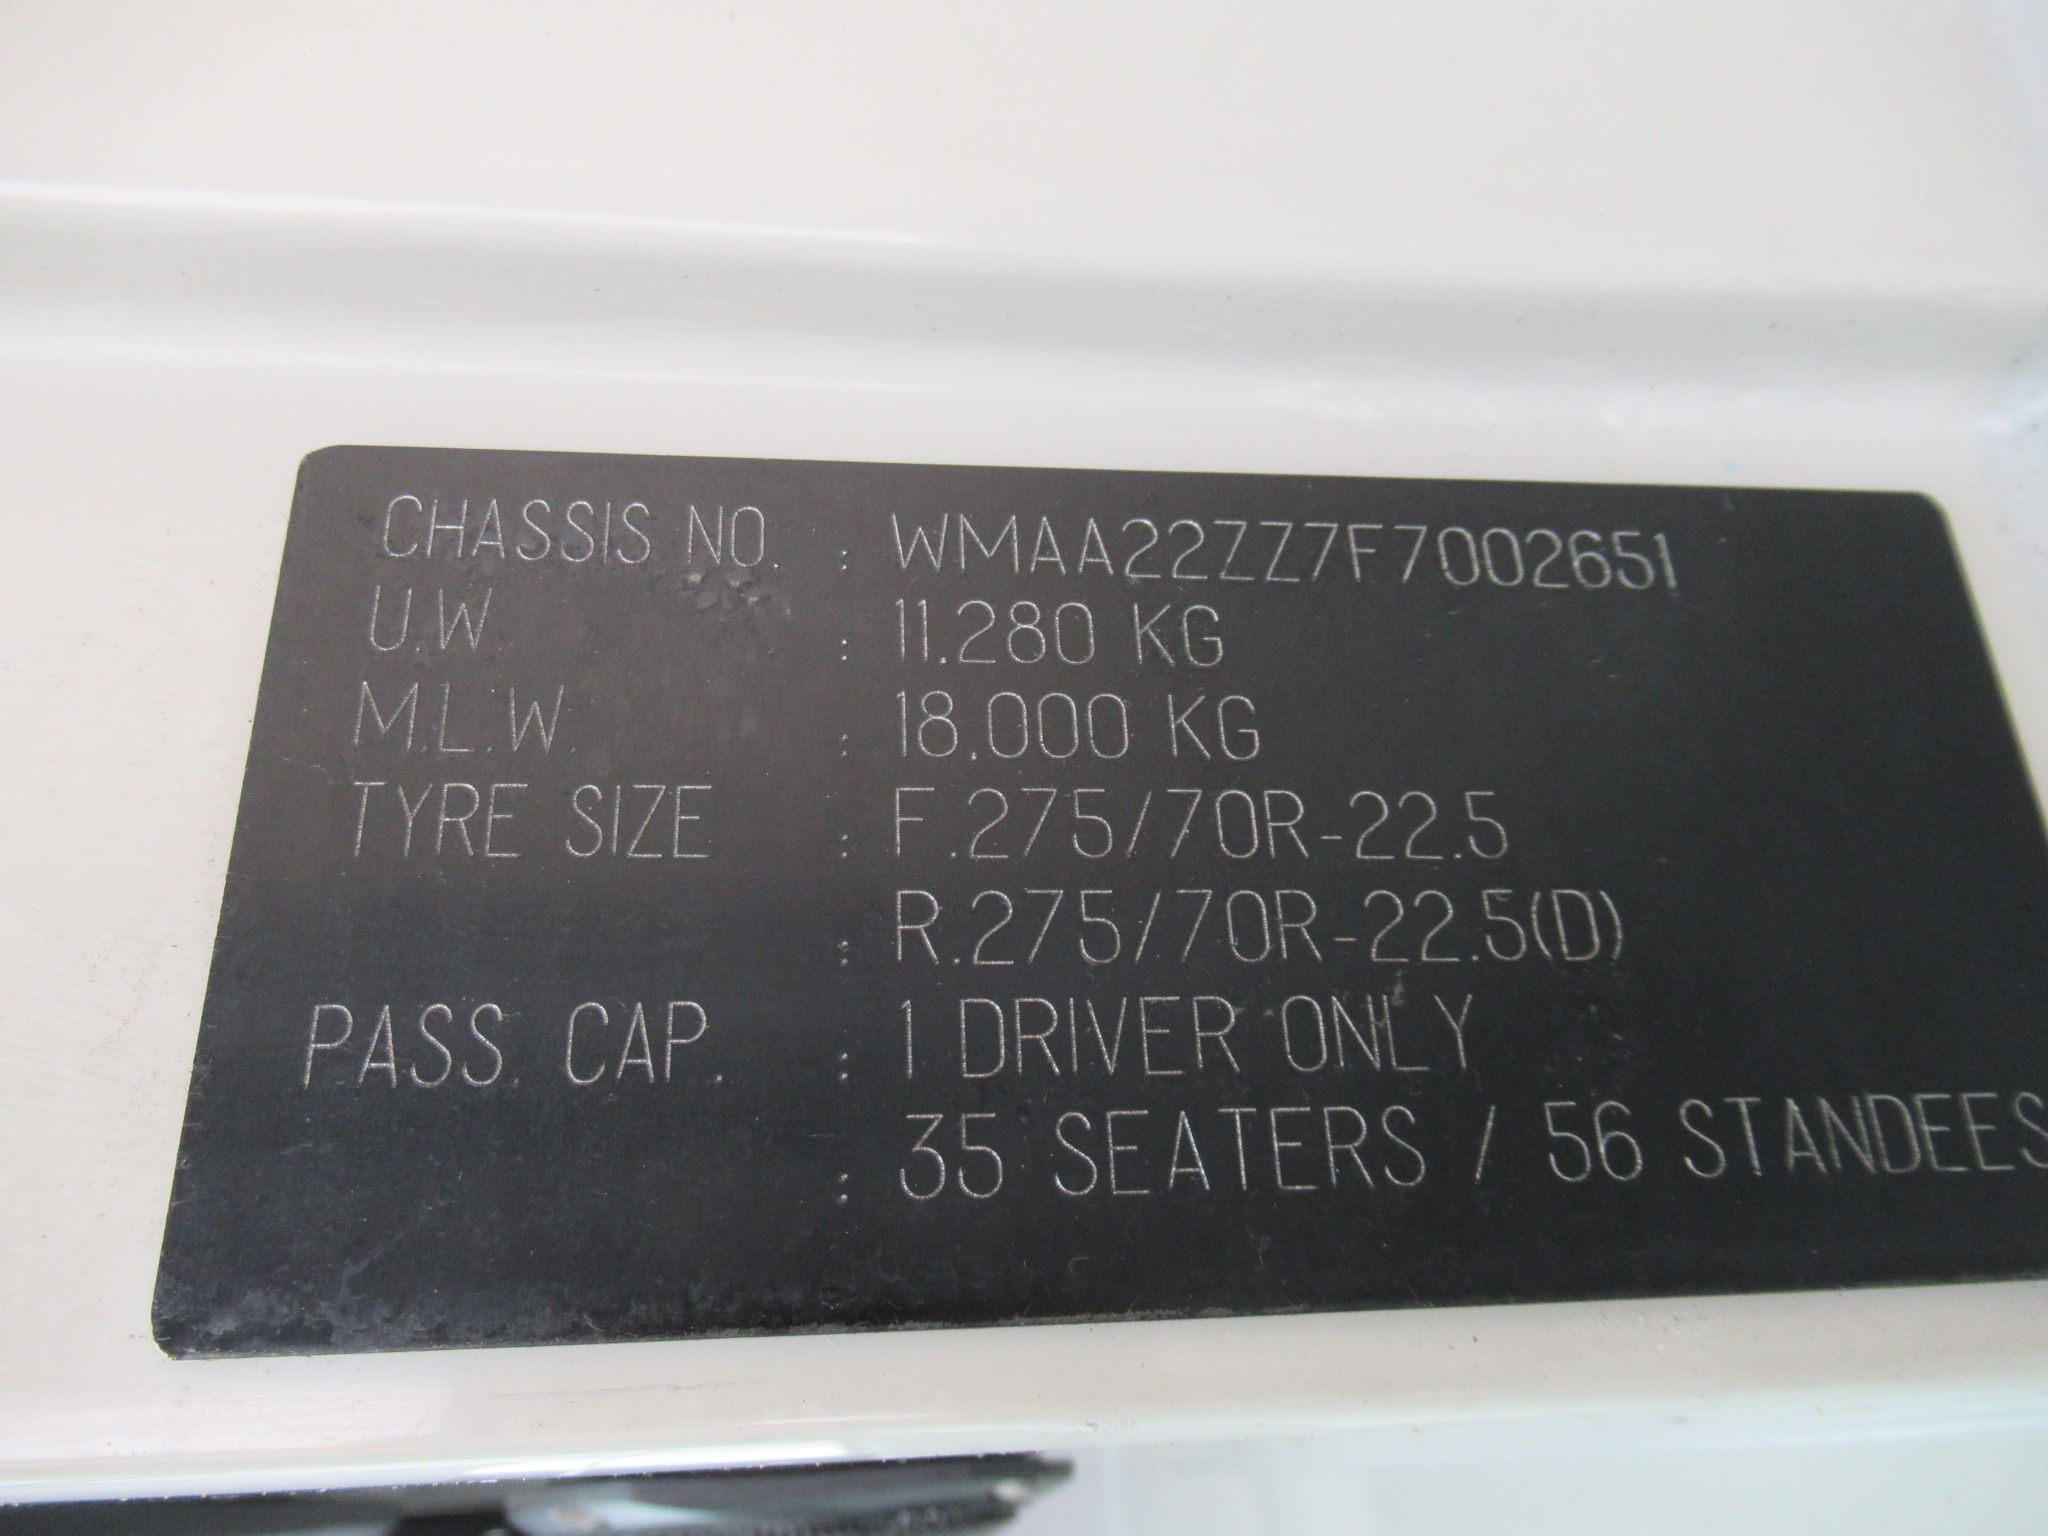 CHASSIS NO. : WMAA22ZZ7F7002651
U.W. : 11.280 KG
M.L.W. : 18.000 KG
TYRE SIZE : F.275/70R-22.5
: R.275/70R-22.5(D)
PASS. CAP. : 1 DRIVER ONLY
: 35 SEATERS / 56 STANDEES